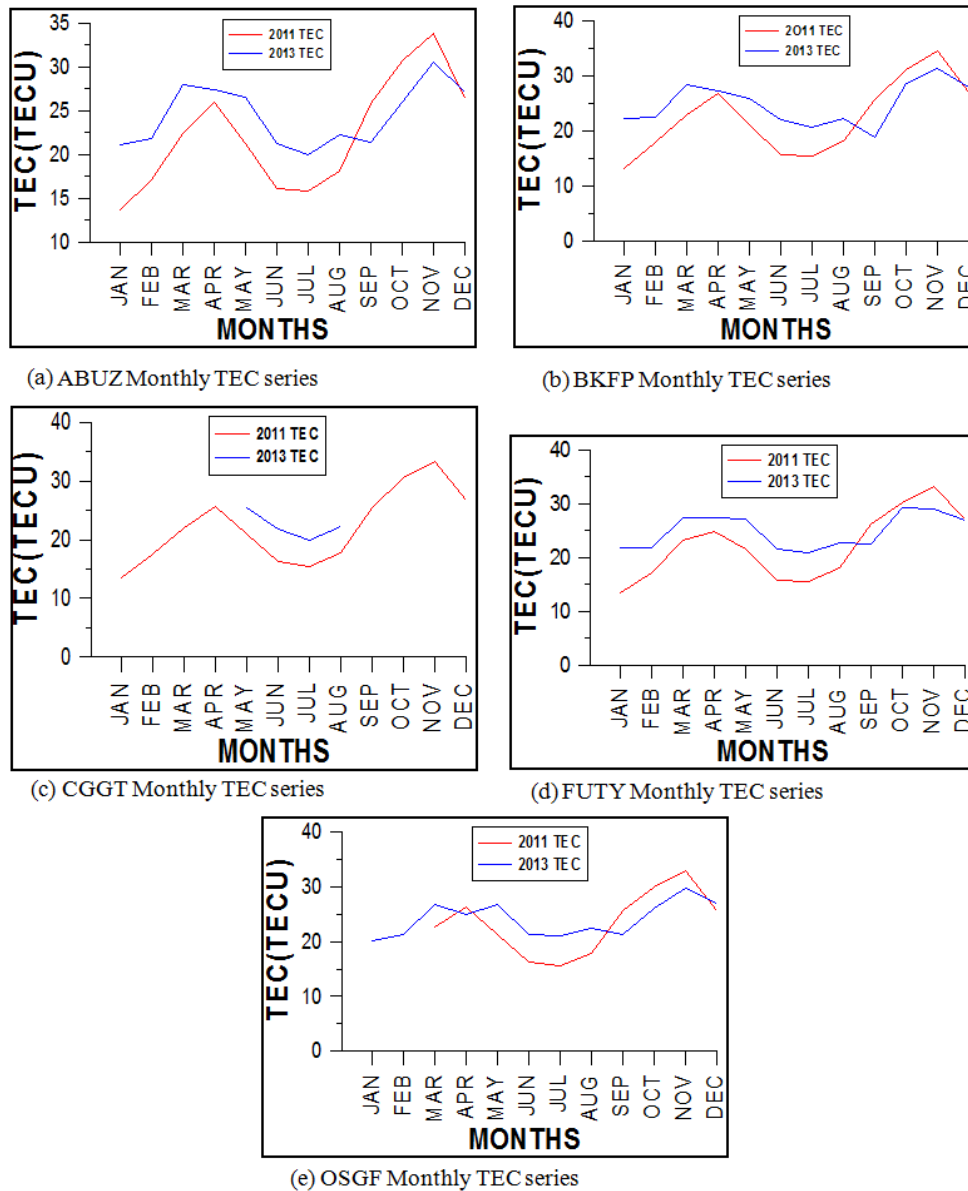 35
30
25
20
15
10
TEC(TECU)
2011 TEC
2013 TEC
JAN FEB MAR APR MAY JUN JUL AUG SEP OCT NOV DEC
MONTHS
(a) ABUZ Monthly TEC series
40
30
20
10
0
TEC(TECU)
2011 TEC
2013 TEC
JAN FEB MAR APR MAY JUN JUL AUG SEP OCT NOV DEC
MONTHS
(b) BKFP Monthly TEC series
40
30
20
10
0
TEC(TECU)
2011 TEC
2013 TEC
JAN FEB MAR APR MAY JUN JUL AUG SEP OCT NOV DEC
MONTHS
(c) CGGT Monthly TEC series
40
30
20
10
0
TEC(TECU)
2011 TEC
2013 TEC
JAN FEB MAR APR MAY JUN JUL AUG SEP OCT NOV DEC
MONTHS
(d) FUTY Monthly TEC series
40
30
20
10
0
TEC(TECU)
2011 TEC
2013 TEC
JAN FEB MAR APR MAY JUN JUL AUG SEP OCT NOV DEC
MONTHS
(e) OSGF Monthly TEC series